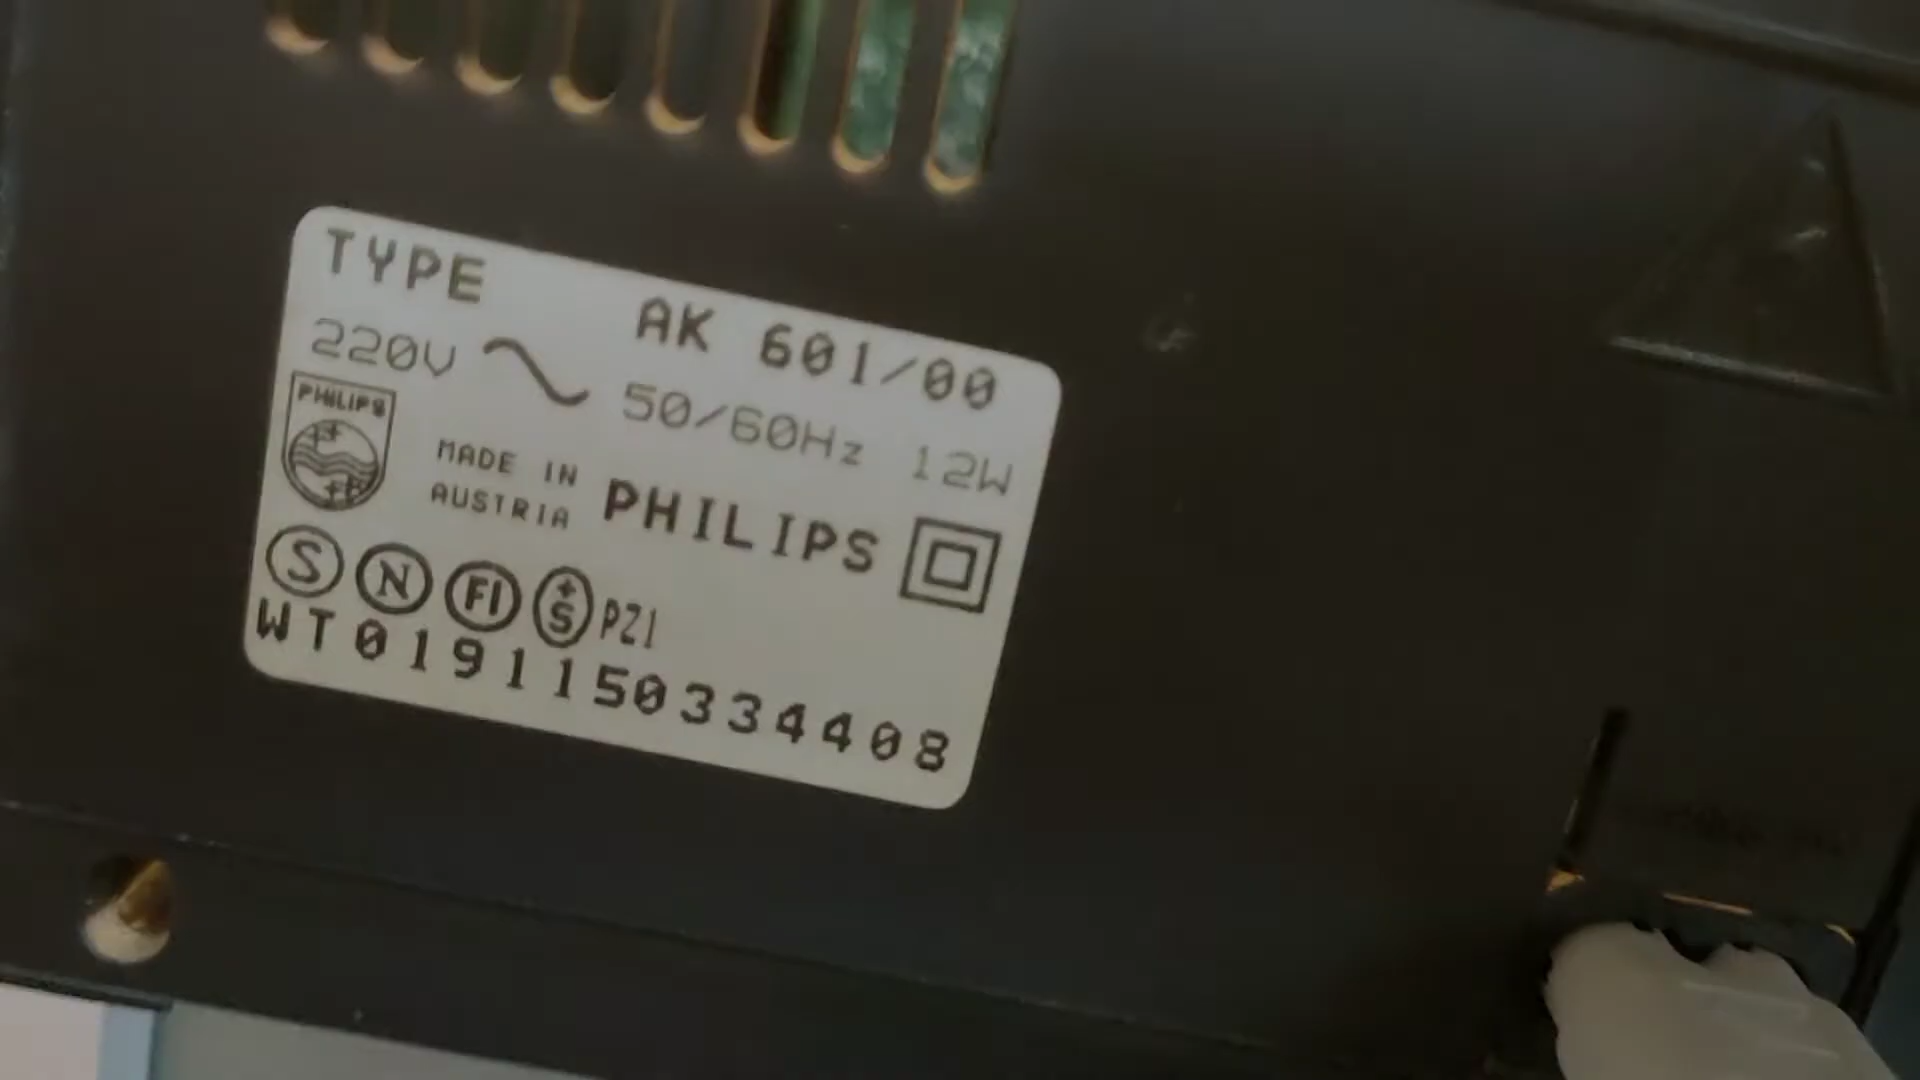 TYPE AK 601/00
220V ~ 50/60Hz 12W
PHILIPS
MADE IN
AUSTRIA
PHILIPS
S N FI +S PZ1
WT0191150334408